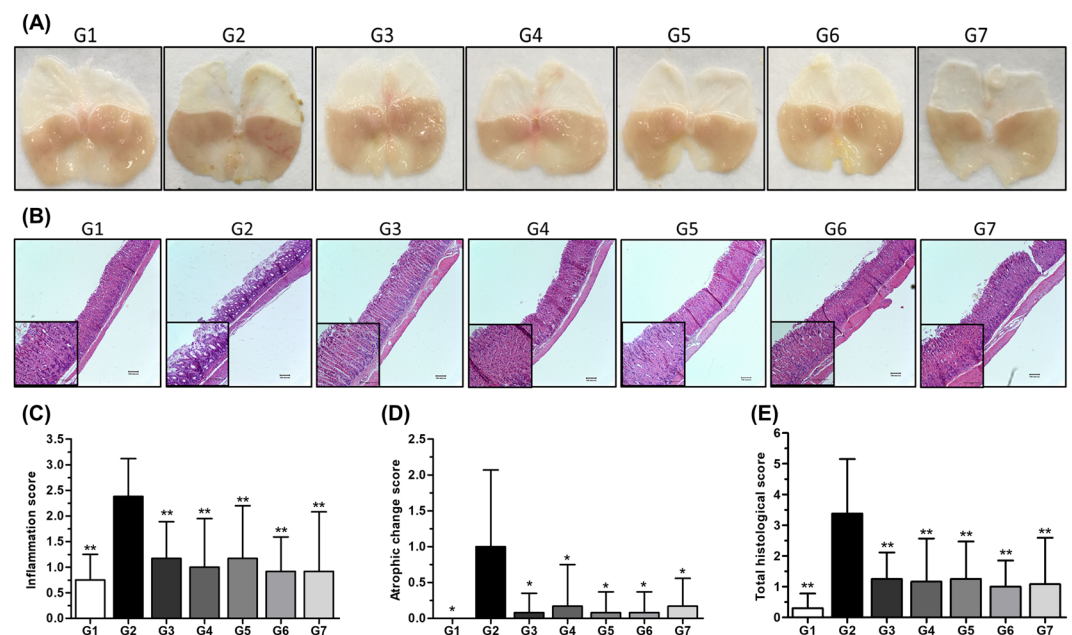 (A)
G1 G2 G3 G4 G5 G6 G7
(B)
G1 G2 G3 G4 G5 G6 G7
(C)
Inflammation score
3.5
3.0
2.5
2.0
1.5
1.0
0.5
0.0
** ** ** ** ** **
G1 G2 G3 G4 G5 G6 G7
(D)
Atrophic change score
2.5
2.0
1.5
1.0
0.5
0.0
* * * * * *
G1 G2 G3 G4 G5 G6 G7
(E)
Total histological score
6
5
4
3
2
1
0
** ** ** ** ** **
G1 G2 G3 G4 G5 G6 G7